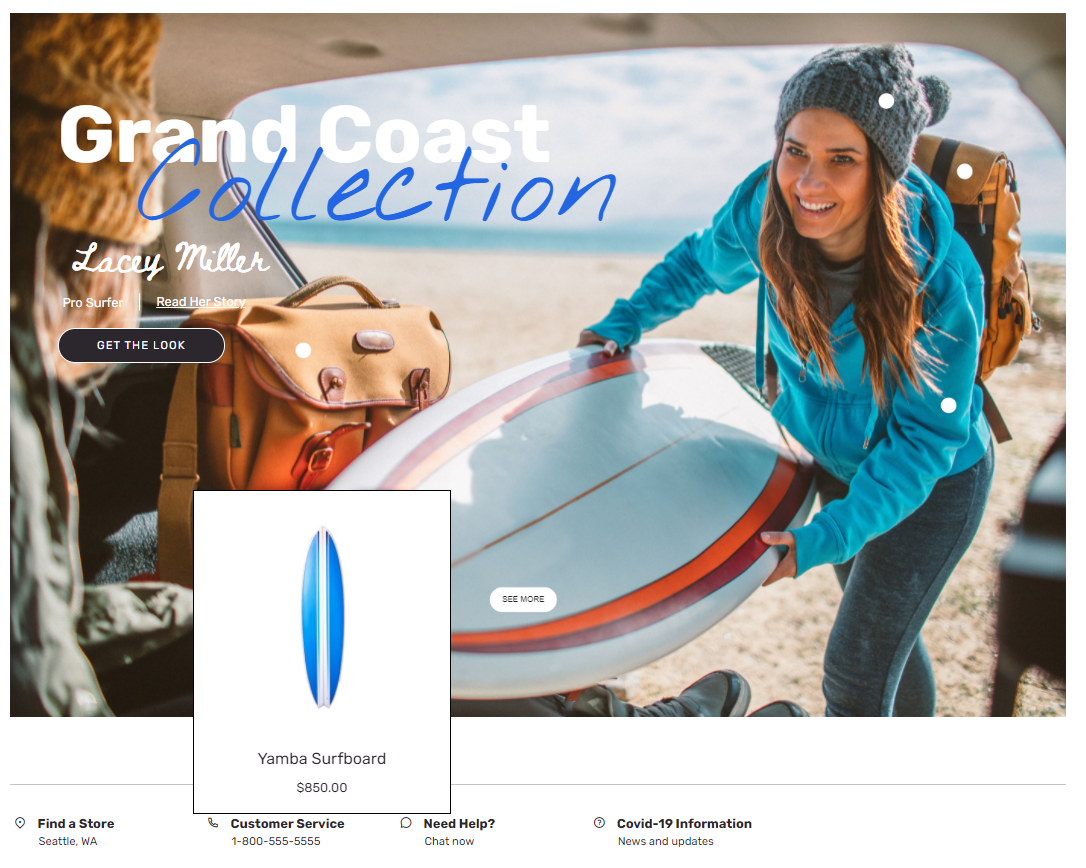 Grand Coast
Collection
Lacey Miller
Pro Surfer | Read Her Story
GET THE LOOK
SEE MORE
Yamba Surfboard
$850.00
Find a Store
Seattle, WA
Customer Service
1-800-555-5555
Need Help?
Chat now
Covid-19 Information
News and updates